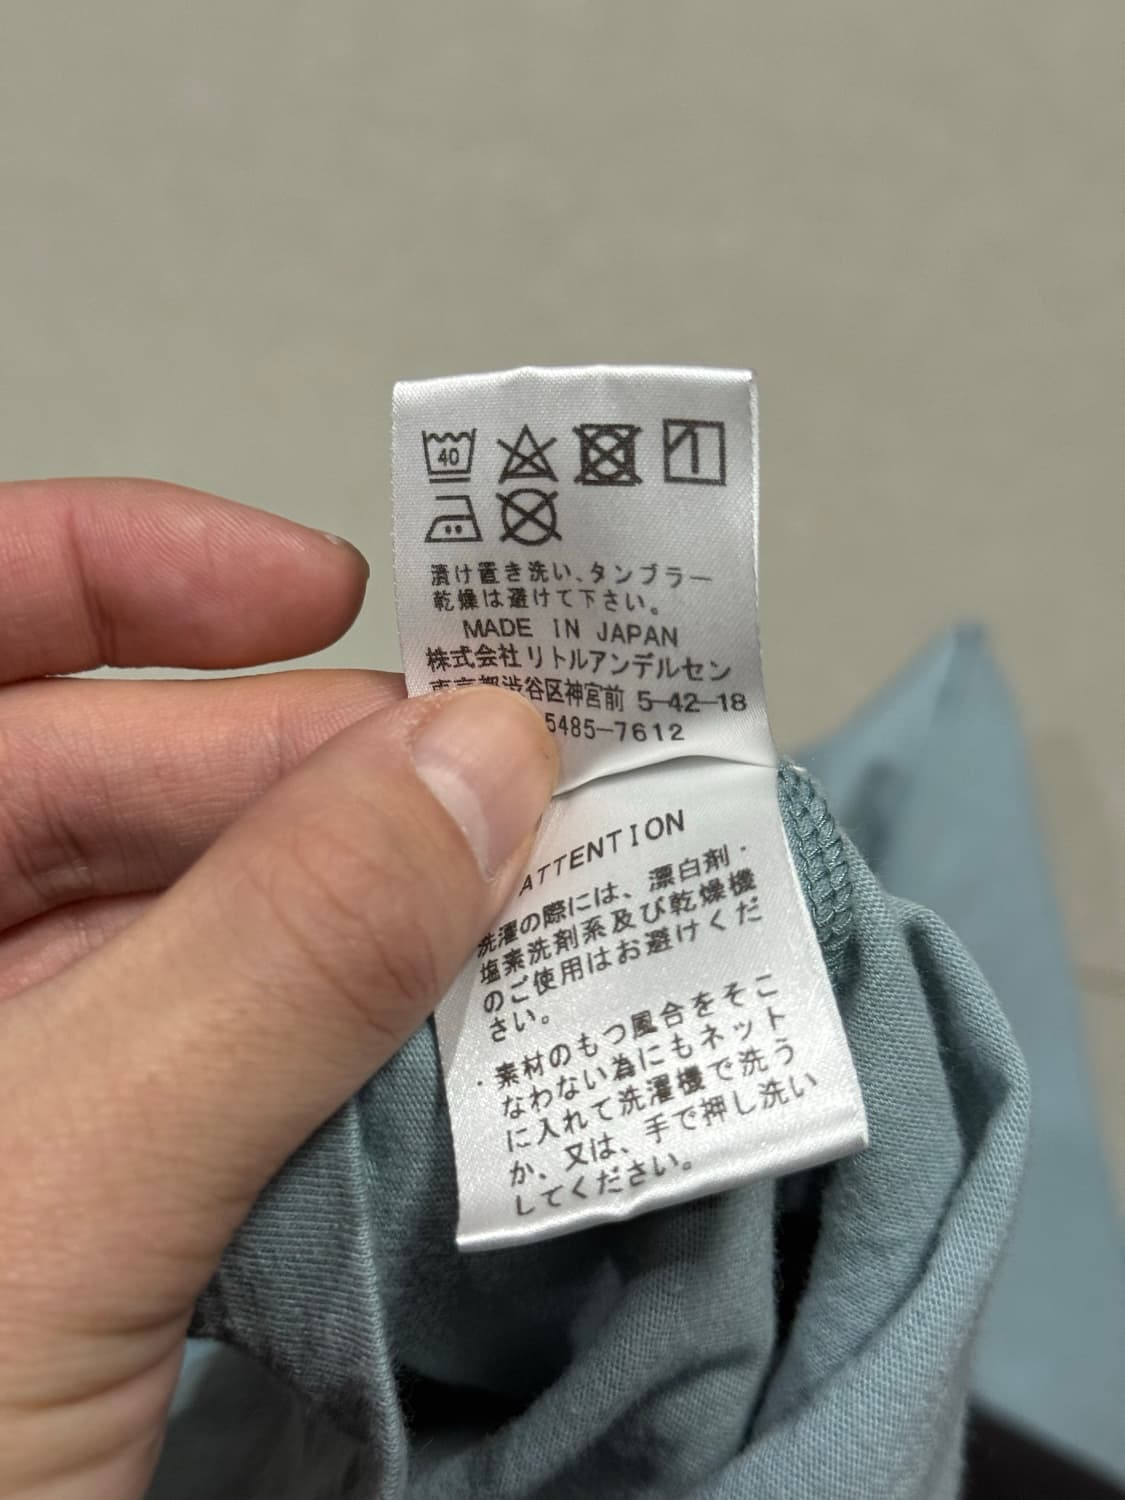 40
漬け置き洗い、タンブラー
乾燥は避けて下さい。
MADE IN JAPAN
株式会社リトルアンデルセン
東京都渋谷区神宮前 5-42-18
5485-7612
ATTENTION
洗濯の際には、漂白剤・
塩素洗剤系及び乾燥機
のご使用はお避けくだ
さい。
・素材のもつ風合をそこ
なわない為にもネット
に入れて洗濯機で洗う
か、又は、手で押し洗い
してください。